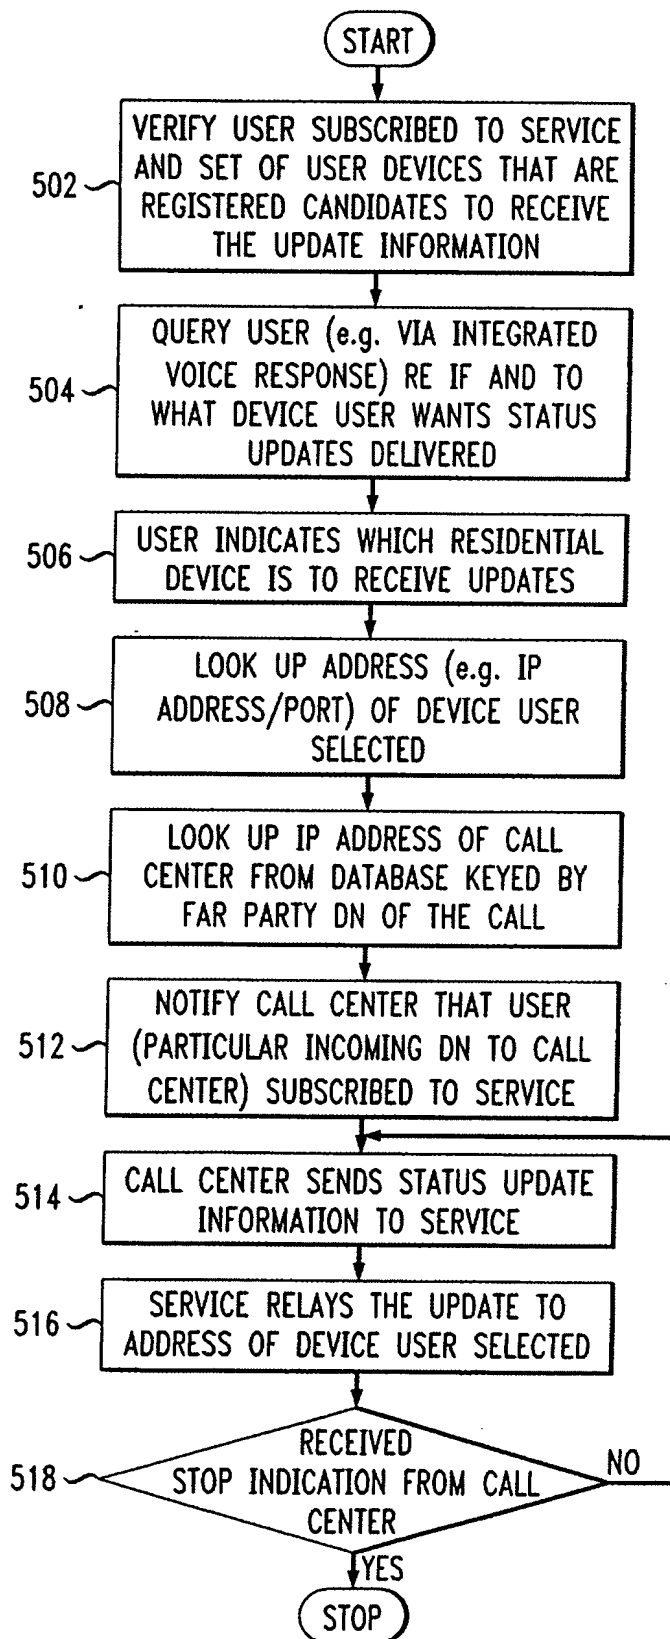 START
502
VERIFY USER SUBSCRIBED TO SERVICE
AND SET OF USER DEVICES THAT ARE
REGISTERED CANDIDATES TO RECEIVE
THE UPDATE INFORMATION
504
QUERY USER (e.g. VIA INTEGRATED
VOICE RESPONSE) RE IF AND TO
WHAT DEVICE USER WANTS STATUS
UPDATES DELIVERED
506
USER INDICATES WHICH RESIDENTIAL
DEVICE IS TO RECEIVE UPDATES
508
LOOK UP ADDRESS (e.g. IP
ADDRESS/PORT) OF DEVICE USER
SELECTED
510
LOOK UP IP ADDRESS OF CALL
CENTER FROM DATABASE KEYED BY
FAR PARTY DN OF THE CALL
512
NOTIFY CALL CENTER THAT USER
(PARTICULAR INCOMING DN TO CALL
CENTER) SUBSCRIBED TO SERVICE
514
CALL CENTER SENDS STATUS UPDATE
INFORMATION TO SERVICE
516
SERVICE RELAYS THE UPDATE TO
ADDRESS OF DEVICE USER SELECTED
518
RECEIVED
STOP INDICATION FROM CALL
CENTER
NO
YES
STOP